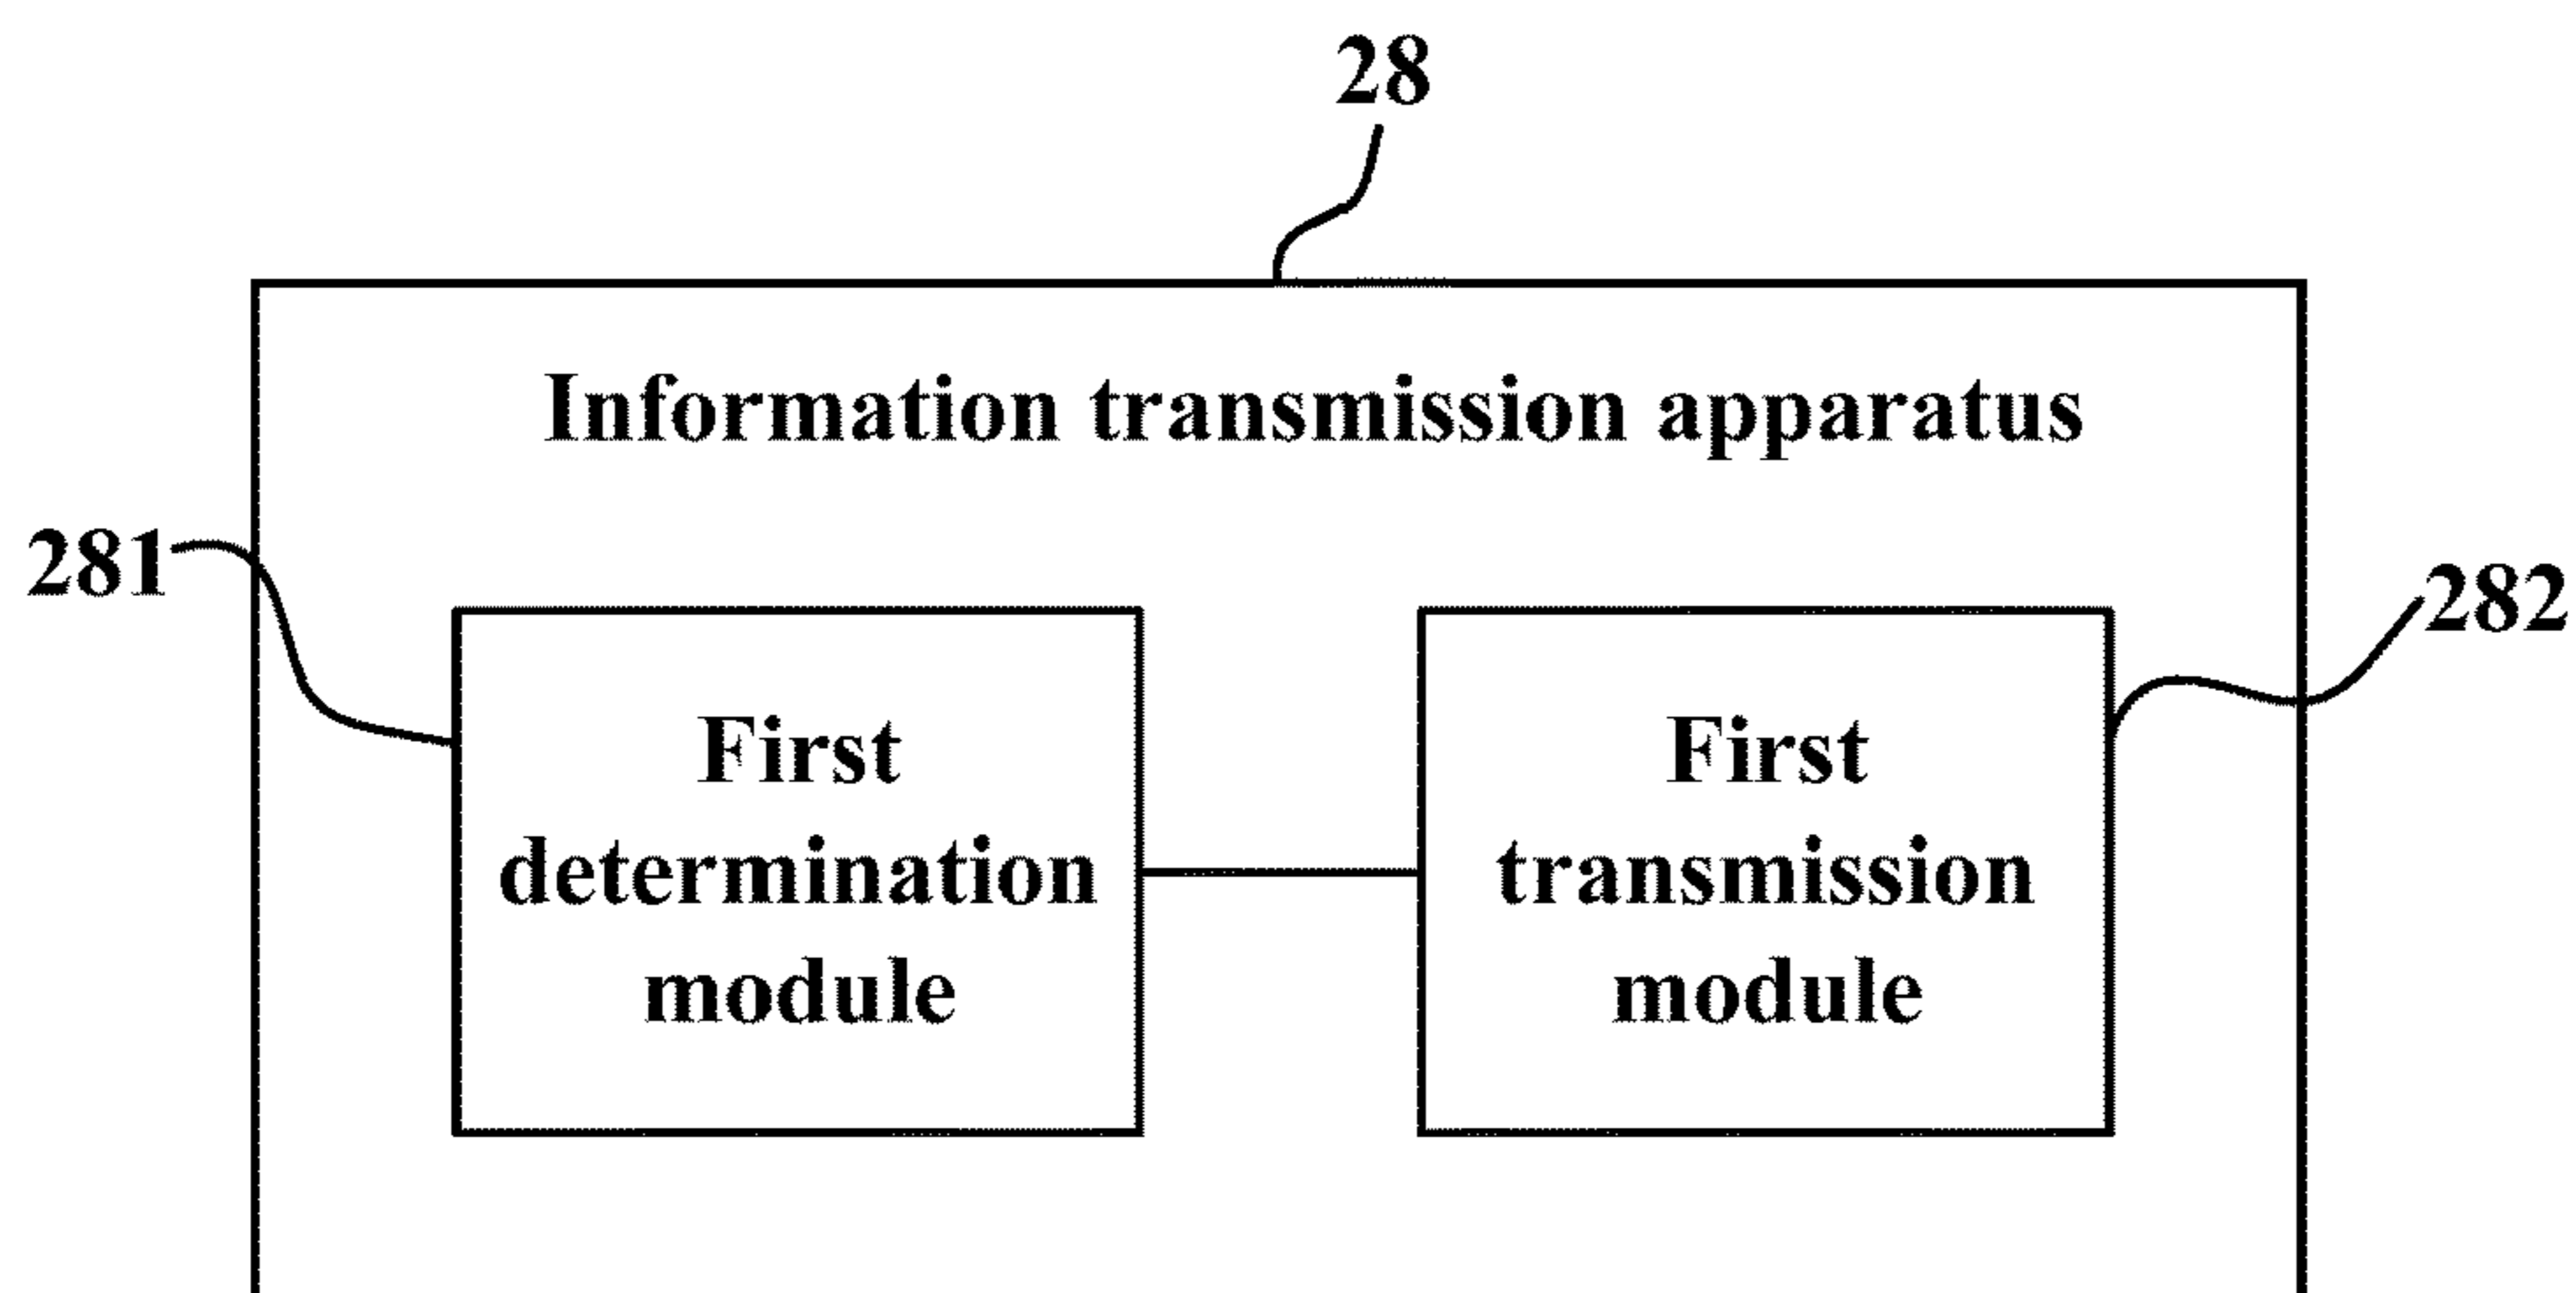 28
Information transmission apparatus
281
282
First
determination
module
First
transmission
module